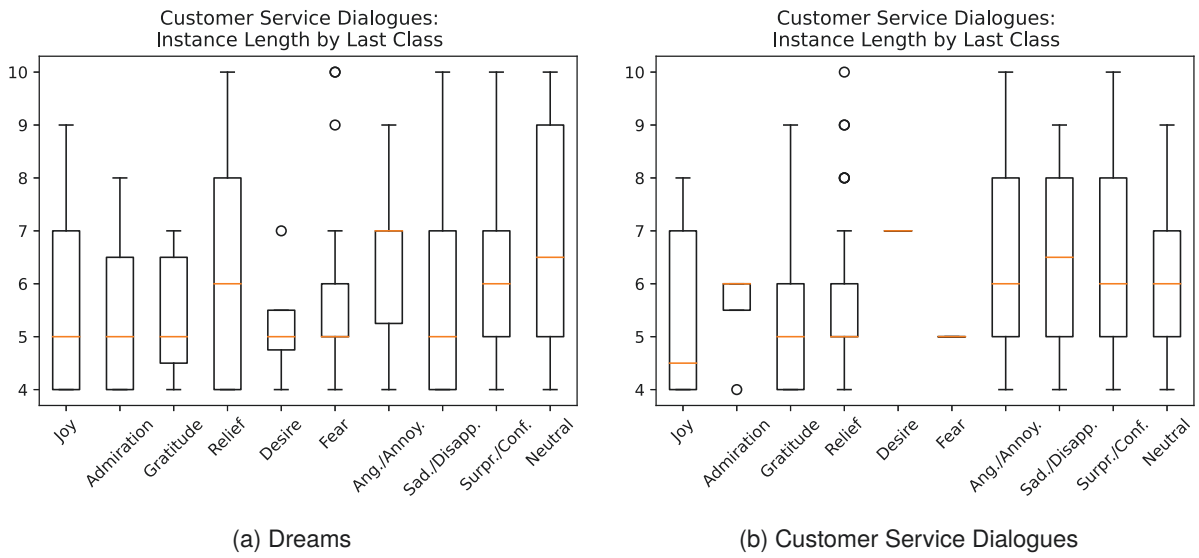 Customer Service Dialogues:
Instance Length by Last Class
10
9
8
7
6
5
4
Joy
Admiration
Gratitude
Relief
Desire
Fear
Ang./Annoy.
Sad./Disapp.
Surpr./Conf.
Neutral
(a) Dreams
Customer Service Dialogues:
Instance Length by Last Class
10
9
8
7
6
5
4
Joy
Admiration
Gratitude
Relief
Desire
Fear
Ang./Annoy.
Sad./Disapp.
Surpr./Conf.
Neutral
(b) Customer Service Dialogues